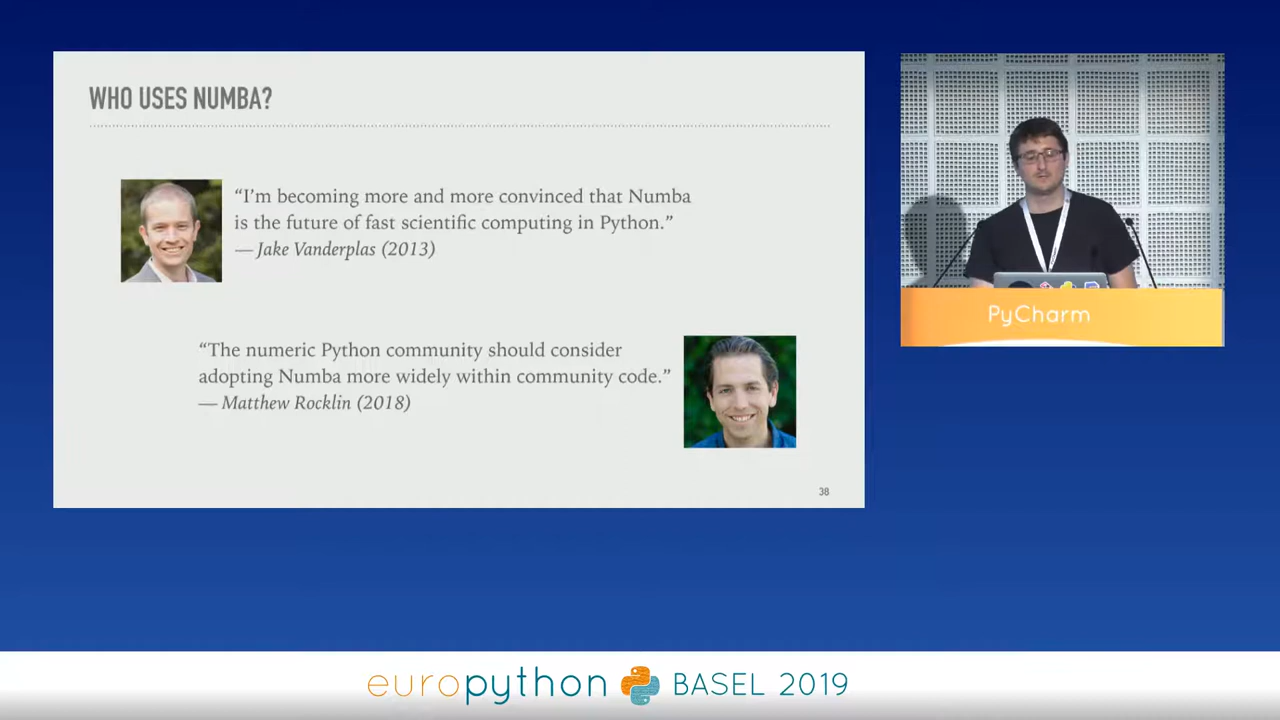 WHO USES NUMBA?
“I’m becoming more and more convinced that Numba
is the future of fast scientific computing in Python.”
— Jake Vanderplas (2013)
“The numeric Python community should consider
adopting Numba more widely within community code.”
— Matthew Rocklin (2018)
38
PyCharm
europython BASEL 2019